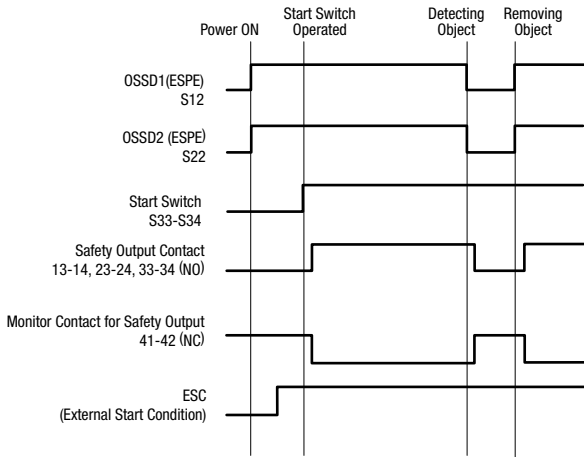 Power ON
Start Switch
Operated
Detecting
Object
Removing
Object
OSSD1(ESPE)
S12
OSSD2 (ESPE)
S22
Start Switch
S33-S34
Safety Output Contact
13-14, 23-24, 33-34 (NO)
Monitor Contact for Safety Output
41-42 (NC)
ESC
(External Start Condition)